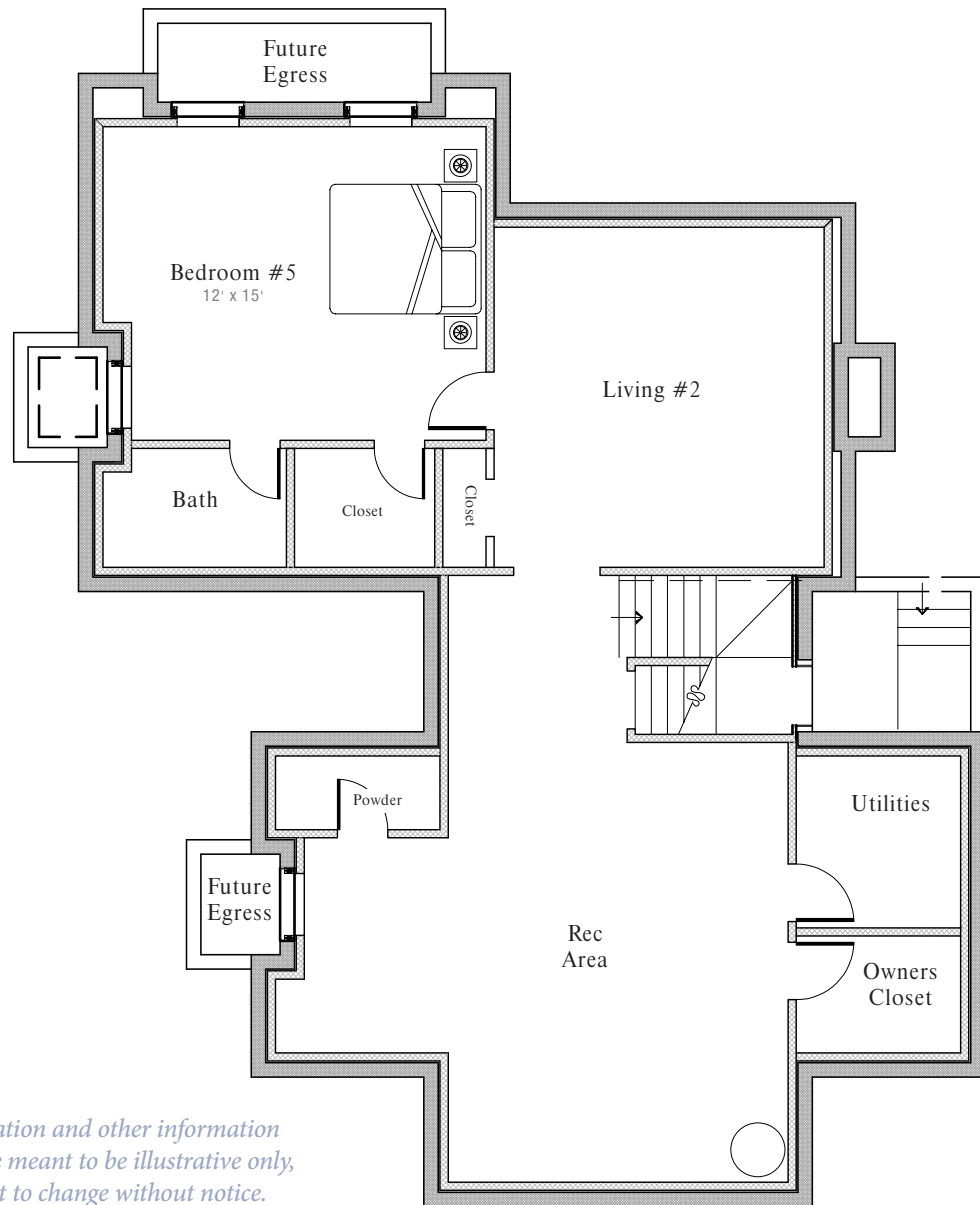 Future
Egress
Bedroom #5
12' x 15'
Living #2
Bath
Closet
Closet
Powder
Utilities
Future
Egress
Rec
Area
Owners
Closet
and other information
meant to be illustrative only,
to change without notice.